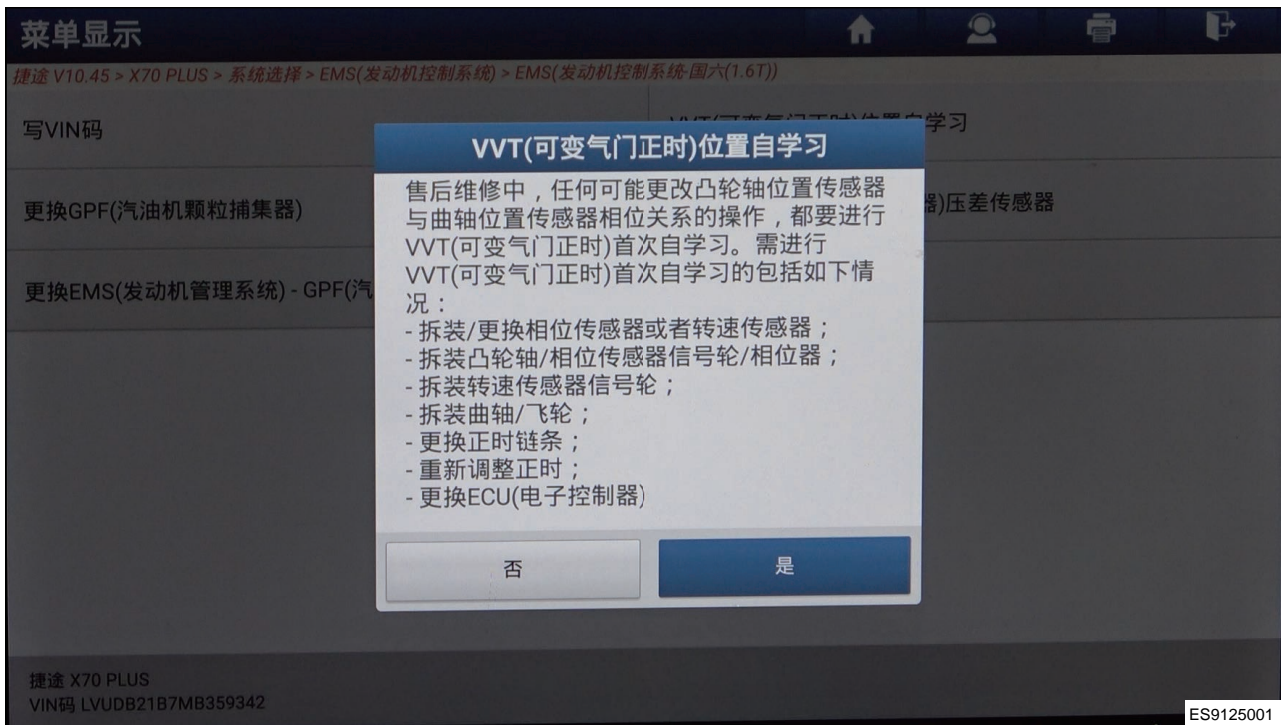 菜单显示
捷途 V10.45 > X70 PLUS > 系统选择 > EMS(发动机控制系统) > EMS(发动机控制系统-国六(1.6T))
写VIN码
VVT(可变气门正时)位置自学习
更换GPF(汽油机颗粒捕集器)
器)压差传感器
更换EMS(发动机管理系统) - GPF(汽
VVT(可变气门正时)位置自学习
售后维修中，任何可能更改凸轮轴位置传感器
与曲轴位置传感器相位关系的操作，都要进行
VVT(可变气门正时)首次自学习。需进行
VVT(可变气门正时)首次自学习的包括如下情
况：
- 拆装/更换相位传感器或者转速传感器；
- 拆装凸轮轴/相位传感器信号轮/相位器；
- 拆装转速传感器信号轮；
- 拆装曲轴/飞轮；
- 更换正时链条；
- 重新调整正时；
- 更换ECU(电子控制器)
否
是
捷途 X70 PLUS
VIN码 LVUDB21B7MB359342
ES9125001